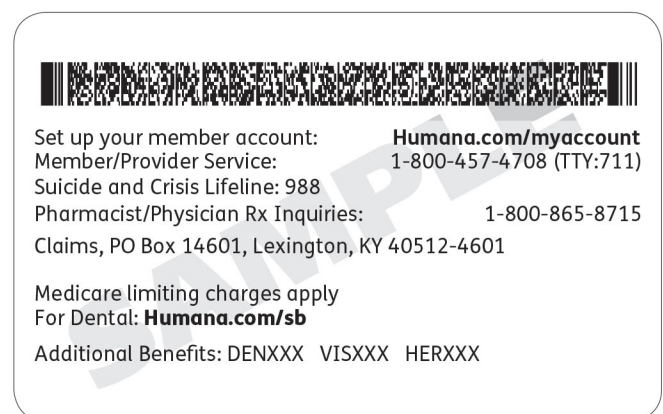 Set up your member account: Humana.com/myaccount
Member/Provider Service: 1-800-457-4708 (TTY:711)
Suicide and Crisis Lifeline: 988
Pharmacist/Physician Rx Inquiries: 1-800-865-8715
Claims, PO Box 14601, Lexington, KY 40512-4601
Medicare limiting charges apply
For Dental: Humana.com/sb
Additional Benefits: DENXXX VISXXX HERXXX
SAMPLE